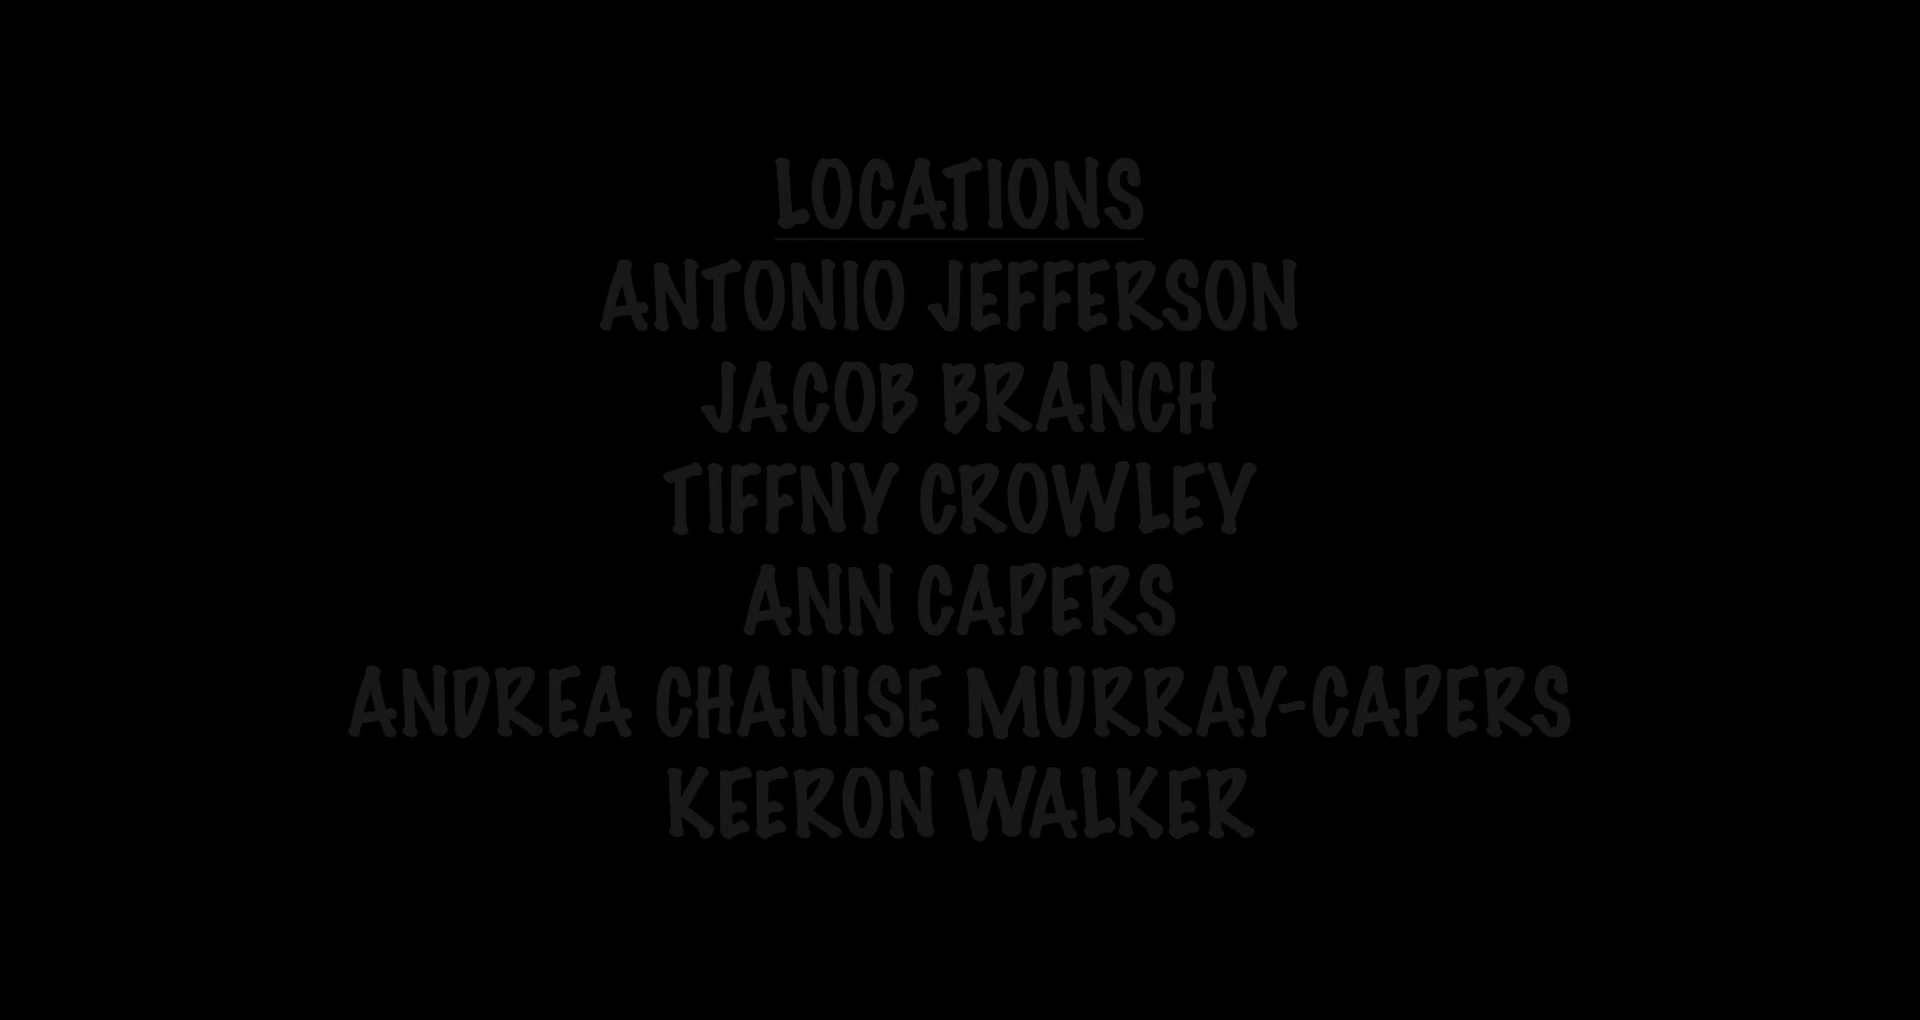 LOCATIONS
ANTONIO JEFFERSON
JACOB BRANCH
TIFFNY CROWLEY
ANN CAPERS
ANDREA CHANISE MURRAY-CAPERS
KEERON WALKER